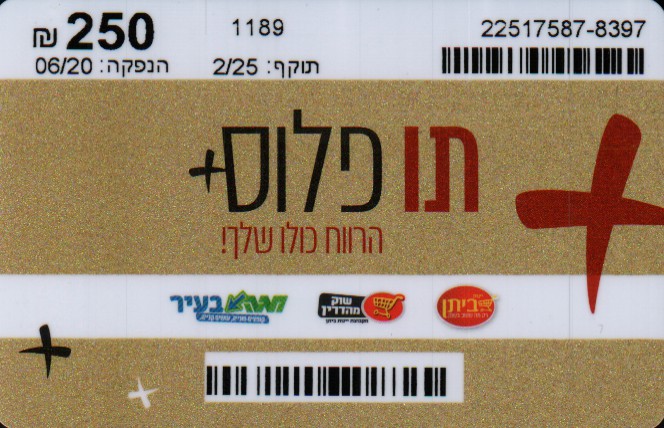 ₪ 250
1189
22517587-8397
הנפקה: 06/20
תוקף: 2/25
תו פלוס+
הרווח כולו שלך!
בעיר
שוק
מהדרין
ביתן